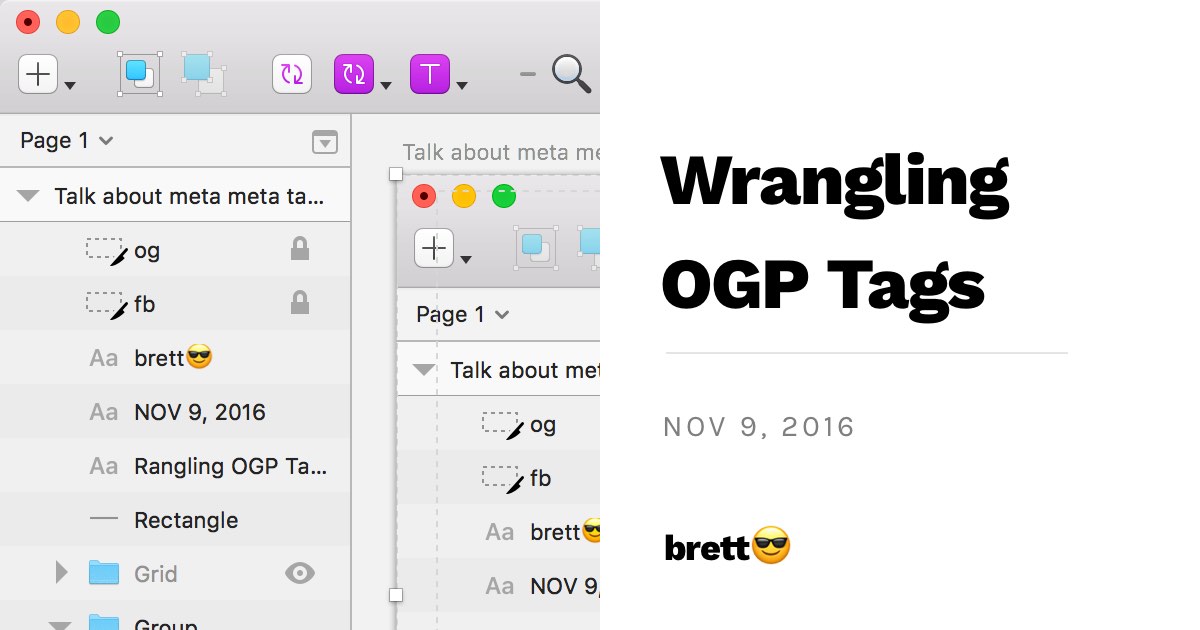 Page 1
Talk about meta meta ta...
og
fb
Aa brett😎
Aa NOV 9, 2016
Aa Rangling OGP Ta...
Rectangle
Grid
Group
T
Talk about meta me
Page 1
Talk about met
og
fb
Aa brett😎
Aa NOV 9,
Wrangling
OGP Tags
NOV 9, 2016
brett😎